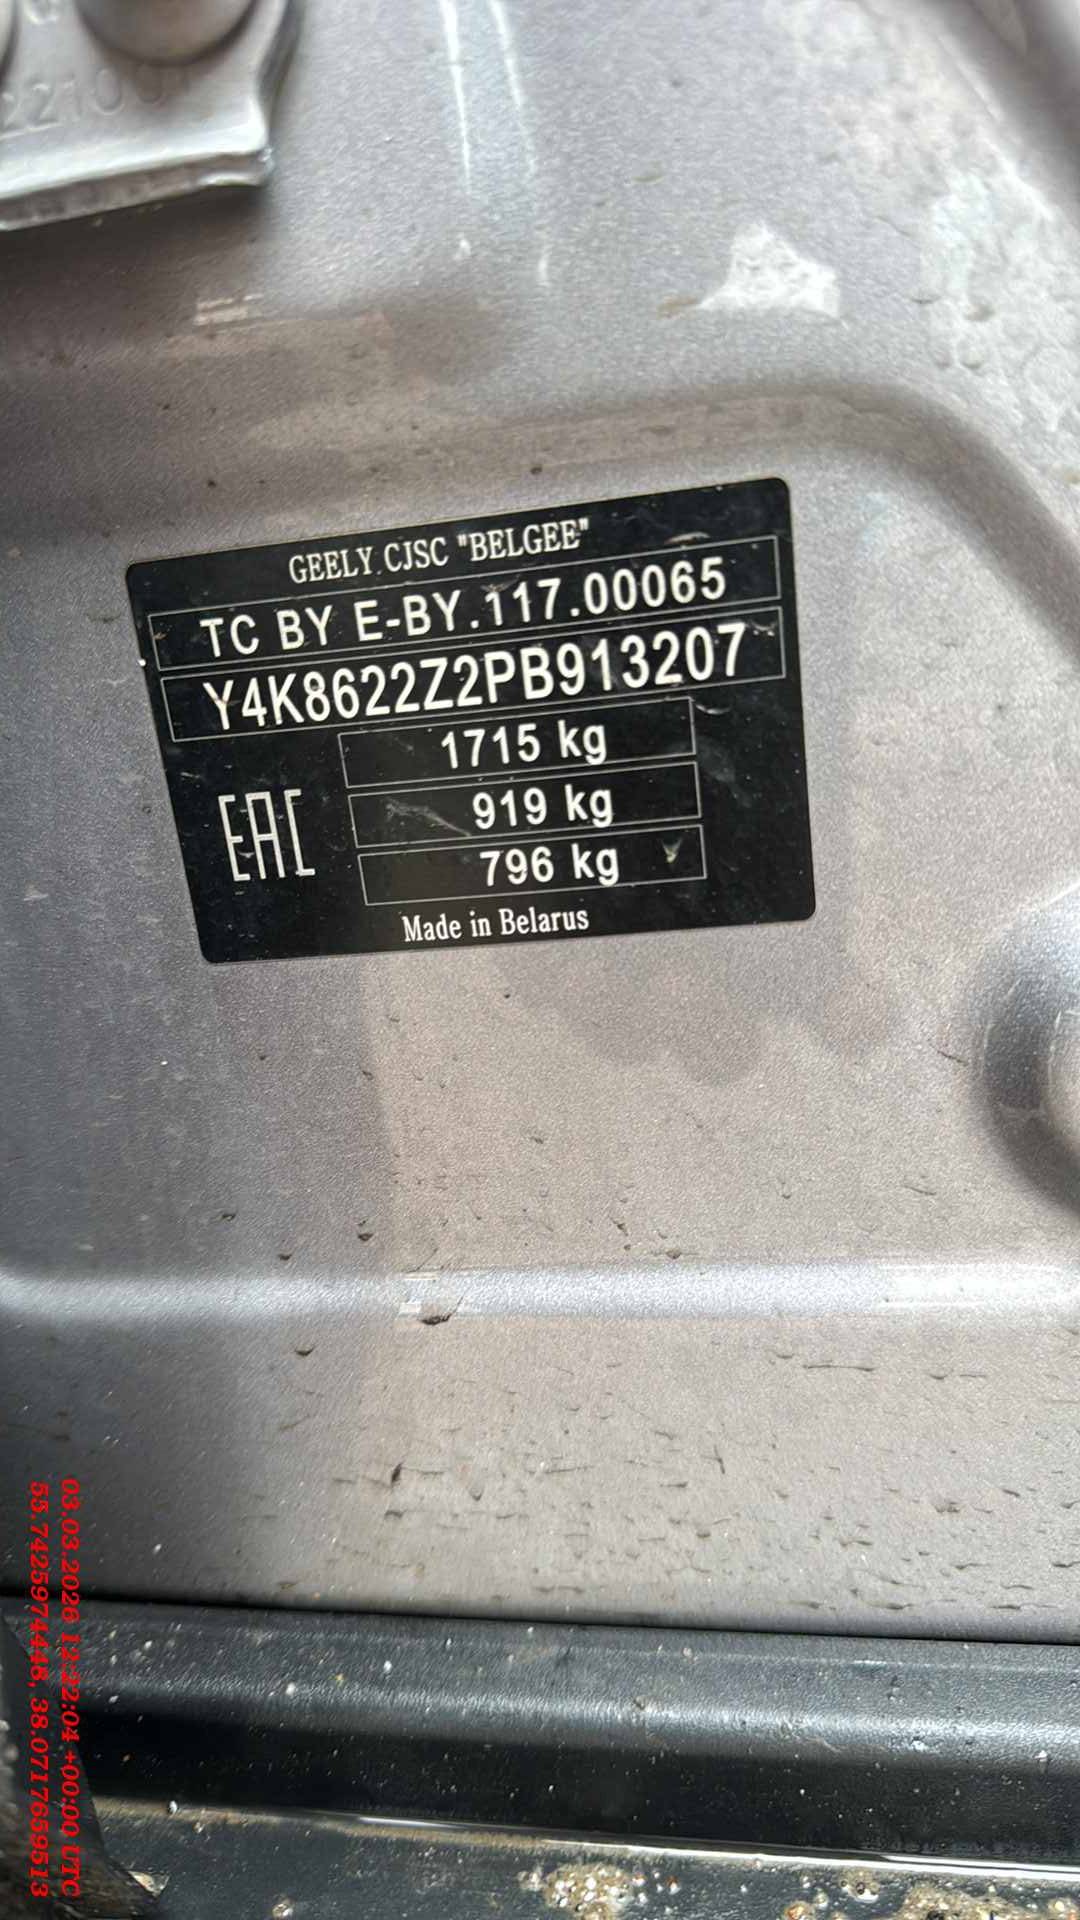 GEELY CJSC "BELGEE"
TC BY E-BY.117.00065
Y4K8622Z2PB913207
1715 kg
919 kg
796 kg
EAC
Made in Belarus
03.03.2026 12:22:04 +00:00 UTC
55.7425974446, 38.0717659513